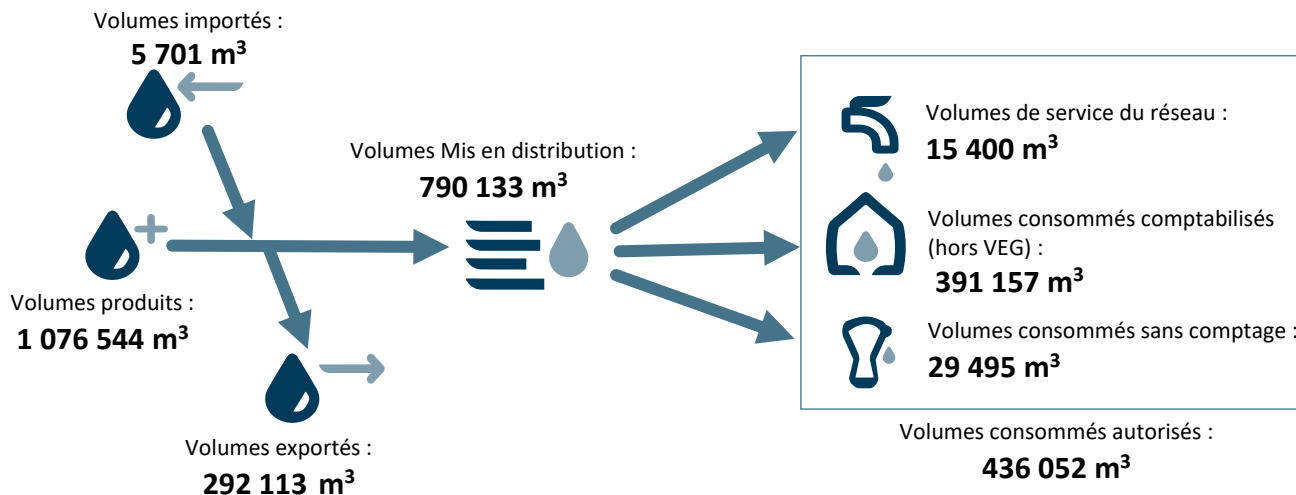 Volumes importés :
5 701 m³
Volumes produits :
1 076 544 m³
Volumes exportés :
292 113 m³
Volumes Mis en distribution :
790 133 m³
Volumes de service du réseau :
15 400 m³
Volumes consommés comptabilisés
(hors VEG) :
391 157 m³
Volumes consommés sans comptage :
29 495 m³
Volumes consommés autorisés :
436 052 m³